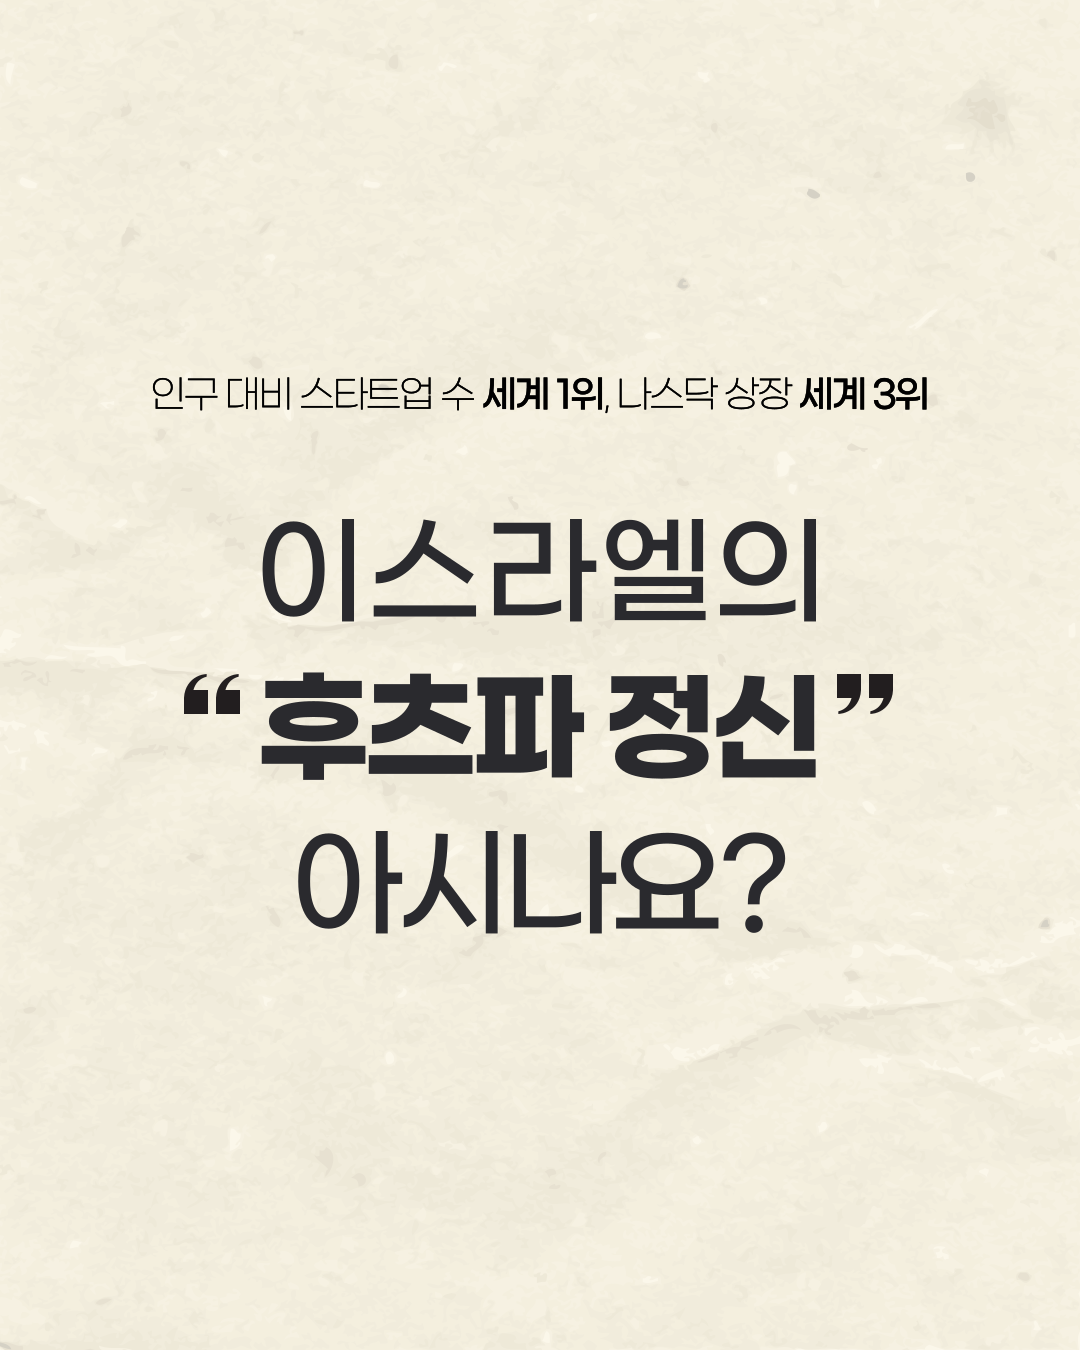 인구 대비 스타트업 수 세계 1위, 나스닥 상장 세계 3위
이스라엘의
“후츠파 정신”
아시나요?